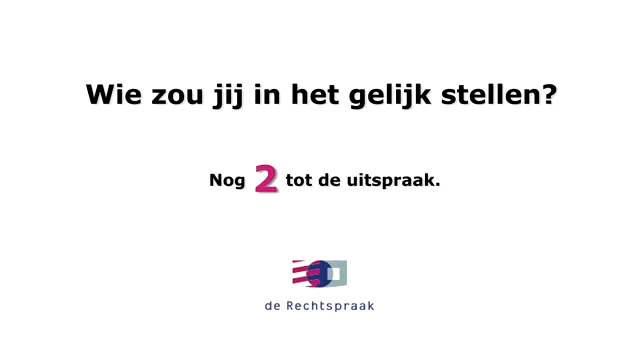 Wie zou jij in het gelijk stellen?
Nog 2 tot de uitspraak.
de Rechtspraak